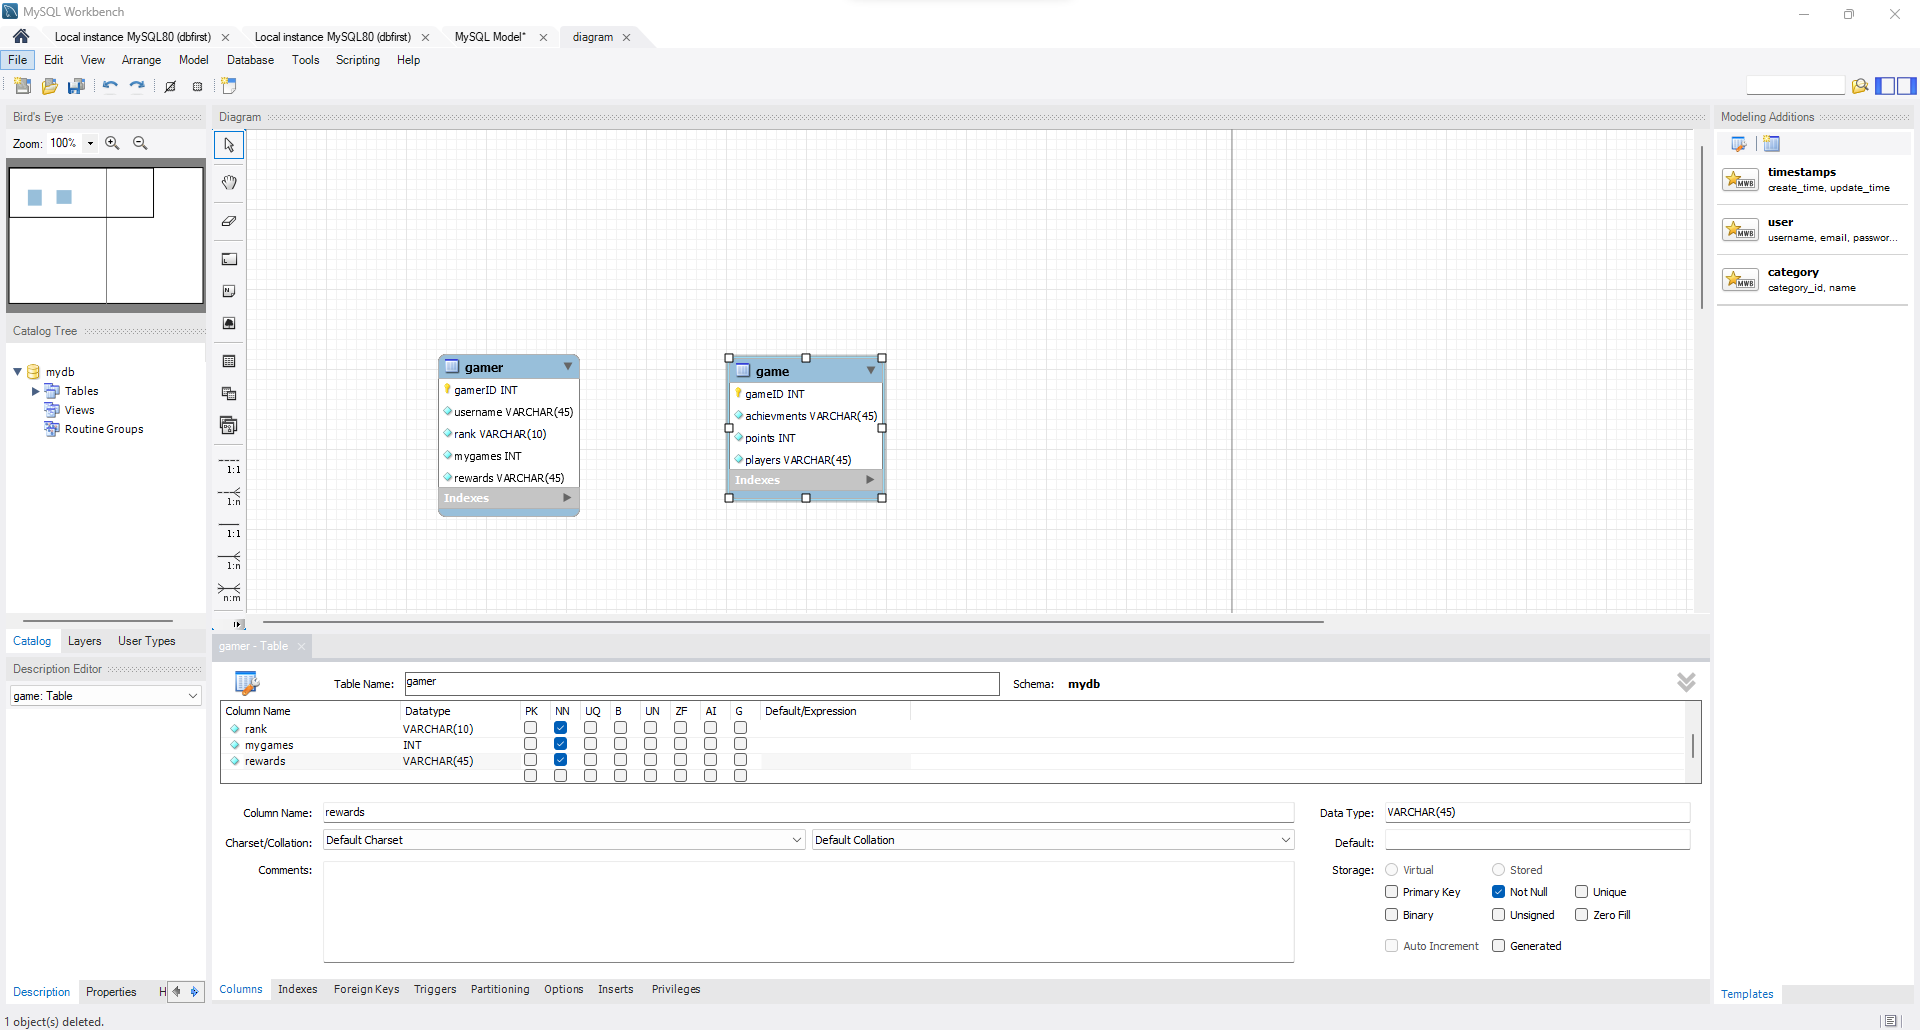 MySQL Workbench
Local instance MySQL80 (dbfirst)
Local instance MySQL80 (dbfirst)
MySQL Model*
diagram
File Edit View Arrange Model Database Tools Scripting Help
Bird's Eye
Diagram
Modeling Additions
Zoom: 100%
timestamps
create_time, update_time
user
username, email, passwor...
category
category_id, name
Catalog Tree
mydb
Tables
Views
Routine Groups
1:1
1:n
1:1
1:n
n:m
gamer
gamerID INT
username VARCHAR(45)
rank VARCHAR(10)
mygames INT
rewards VARCHAR(45)
Indexes
game
gameID INT
achievments VARCHAR(45)
points INT
players VARCHAR(45)
Indexes
Catalog Layers User Types
Description Editor
game: Table
gamer - Table
Table Name: gamer
Schema: mydb
Column Name Datatype PK NN UQ B UN ZF AI G Default/Expression
rank VARCHAR(10)
mygames INT
rewards VARCHAR(45)
Column Name: rewards
Data Type: VARCHAR(45)
Charset/Collation: Default Charset Default Collation
Default:
Comments:
Storage: Virtual Stored
Primary Key Not Null Unique
Binary Unsigned Zero Fill
Auto Increment Generated
Columns Indexes Foreign Keys Triggers Partitioning Options Inserts Privileges
Description Properties H
Templates
1 object(s) deleted.